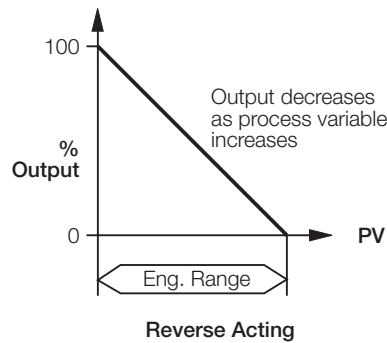 100
Output decreases
as process variable
increases
%
Output
0
PV
Eng. Range
Reverse Acting